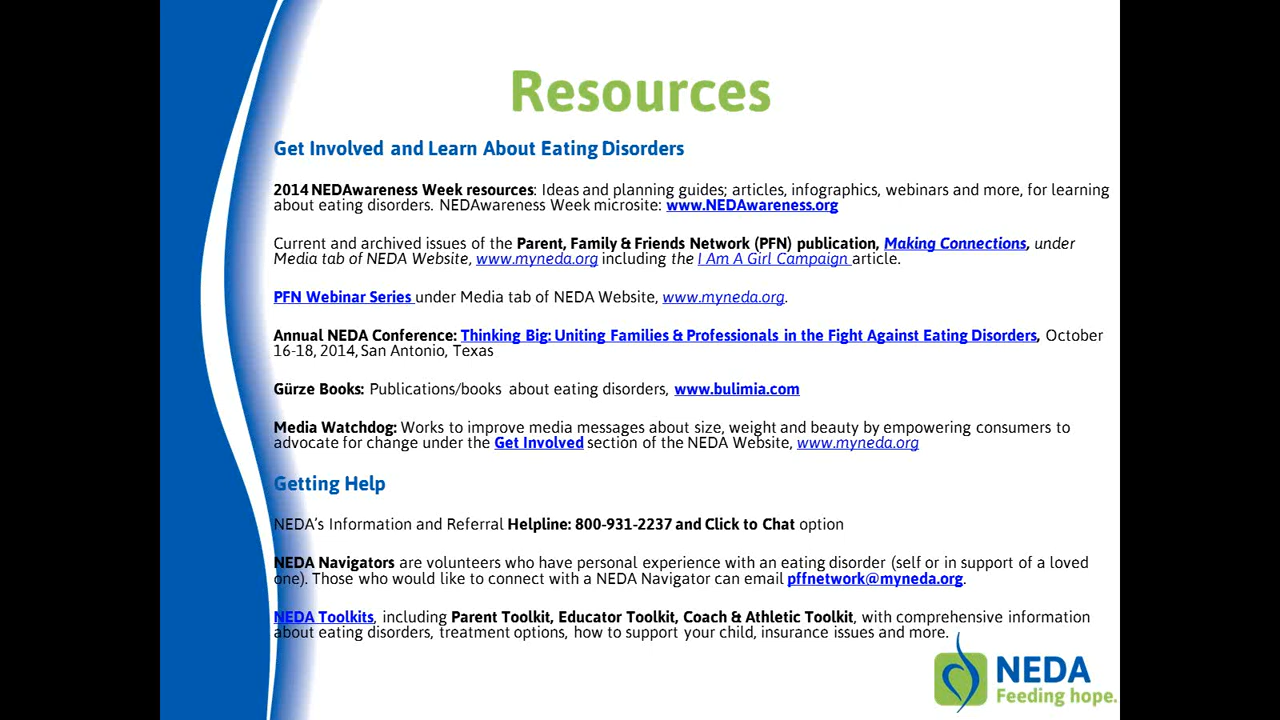 Resources
Get Involved and Learn About Eating Disorders
2014 NEDAwareness Week resources: Ideas and planning guides; articles, infographics, webinars and more, for learning
about eating disorders. NEDAwareness Week microsite: www.NEDAwareness.org
Current and archived issues of the Parent, Family & Friends Network (PFN) publication, Making Connections, under
Media tab of NEDA Website, www.myneda.org including the I Am A Girl Campaign article.
PFN Webinar Series under Media tab of NEDA Website, www.myneda.org.
Annual NEDA Conference: Thinking Big: Uniting Families & Professionals in the Fight Against Eating Disorders, October
16-18, 2014, San Antonio, Texas
Gürze Books: Publications/books about eating disorders, www.bulimia.com
Media Watchdog: Works to improve media messages about size, weight and beauty by empowering consumers to
advocate for change under the Get Involved section of the NEDA Website, www.myneda.org
Getting Help
NEDA's Information and Referral Helpline: 800-931-2237 and Click to Chat option
NEDA Navigators are volunteers who have personal experience with an eating disorder (self or in support of a loved
one). Those who would like to connect with a NEDA Navigator can email pffnetwork@myneda.org.
NEDA Toolkits, including Parent Toolkit, Educator Toolkit, Coach & Athletic Toolkit, with comprehensive information
about eating disorders, treatment options, how to support your child, insurance issues and more.
NEDA
Feeding hope.